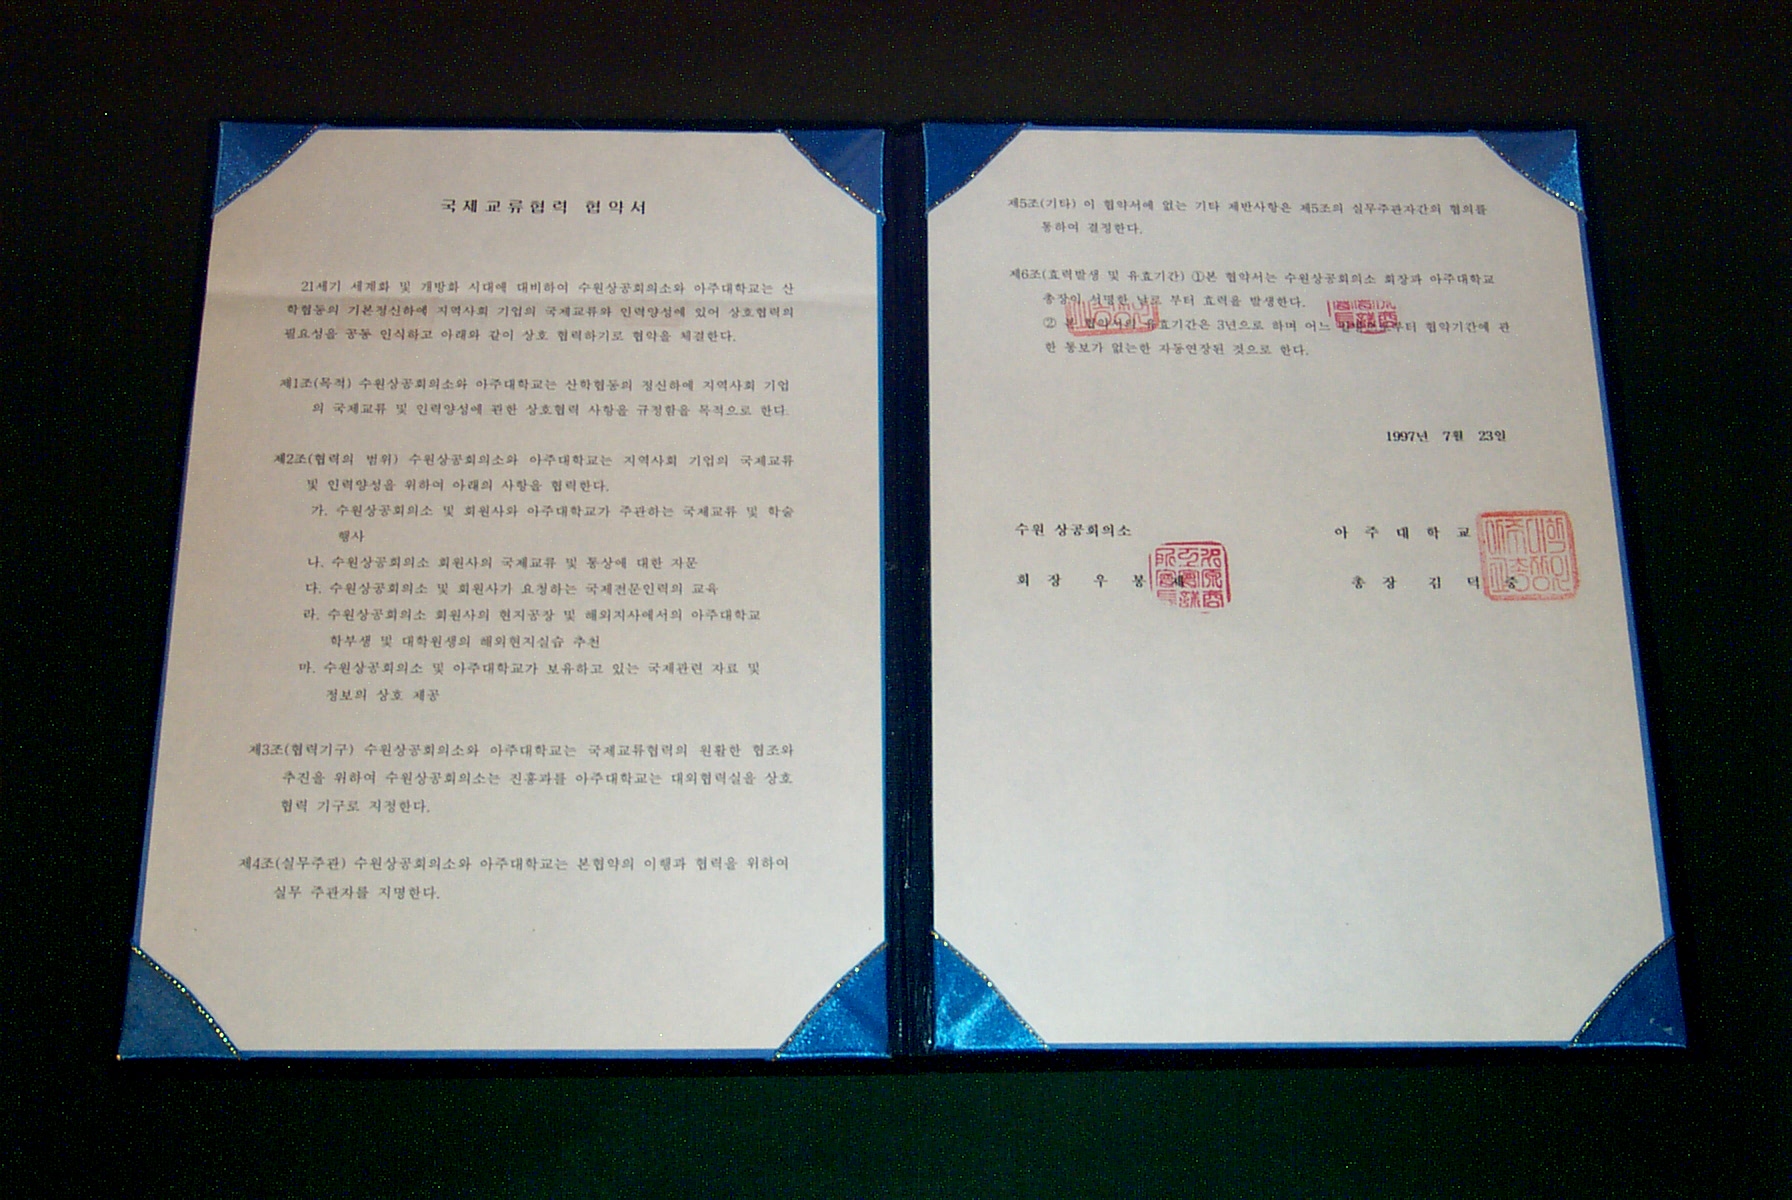 국제교류협력 협약서
21세기 세계화 및 개방화 시대에 대비하여 수원상공회의소와 아주대학교는 산
학협동의 기본정신하에 지역사회 기업의 국제교류와 인력양성에 있어 상호협력의
필요성을 공동 인식하고 아래와 같이 상호 협력하기로 협약을 체결한다.
제1조(목적) 수원상공회의소와 아주대학교는 산학협동의 정신하에 지역사회 기업
의 국제교류 및 인력양성에 관한 상호협력 사항을 규정함을 목적으로 한다.
제2조(협력의 범위) 수원상공회의소와 아주대학교는 지역사회 기업의 국제교류
및 인력양성을 위하여 아래의 사항을 협력한다.
가. 수원상공회의소 및 회원사와 아주대학교가 주관하는 국제교류 및 학술
행사
나. 수원상공회의소 회원사의 국제교류 및 통상에 대한 자문
다. 수원상공회의소 및 회원사가 요청하는 국제전문인력의 교육
라. 수원상공회의소 회원사의 현지공장 및 해외지사에서의 아주대학교
학부생 및 대학원생의 해외현지실습 추천
마. 수원상공회의소 및 아주대학교가 보유하고 있는 국제관련 자료 및
정보의 상호 제공
제3조(협력기구) 수원상공회의소와 아주대학교는 국제교류협력의 원활한 협조와
추진을 위하여 수원상공회의소는 진흥과를 아주대학교는 대외협력실을 상호
협력 기구로 지정한다.
제4조(실무주관) 수원상공회의소와 아주대학교는 본협약의 이행과 협력을 위하여
실무 주관자를 지명한다.
제5조(기타) 이 협약서에 없는 기타 제반사항은 제5조의 실무주관자간의 협의를
통하여 결정한다.
제6조(효력발생 및 유효기간) ①본 협약서는 수원상공회의소 회장과 아주대학교
총장이 서명한 날로 부터 효력을 발생한다.
② 본 협약서의 유효기간은 3년으로 하며 어느 협약기간에 관
한 통보가 없는한 자동연장된 것으로 한다.
1997년 7월 23일
수원 상공회의소
회 장 우 봉
아 주 대 학 교
총 장 김 덕 중
아주대학교총장인